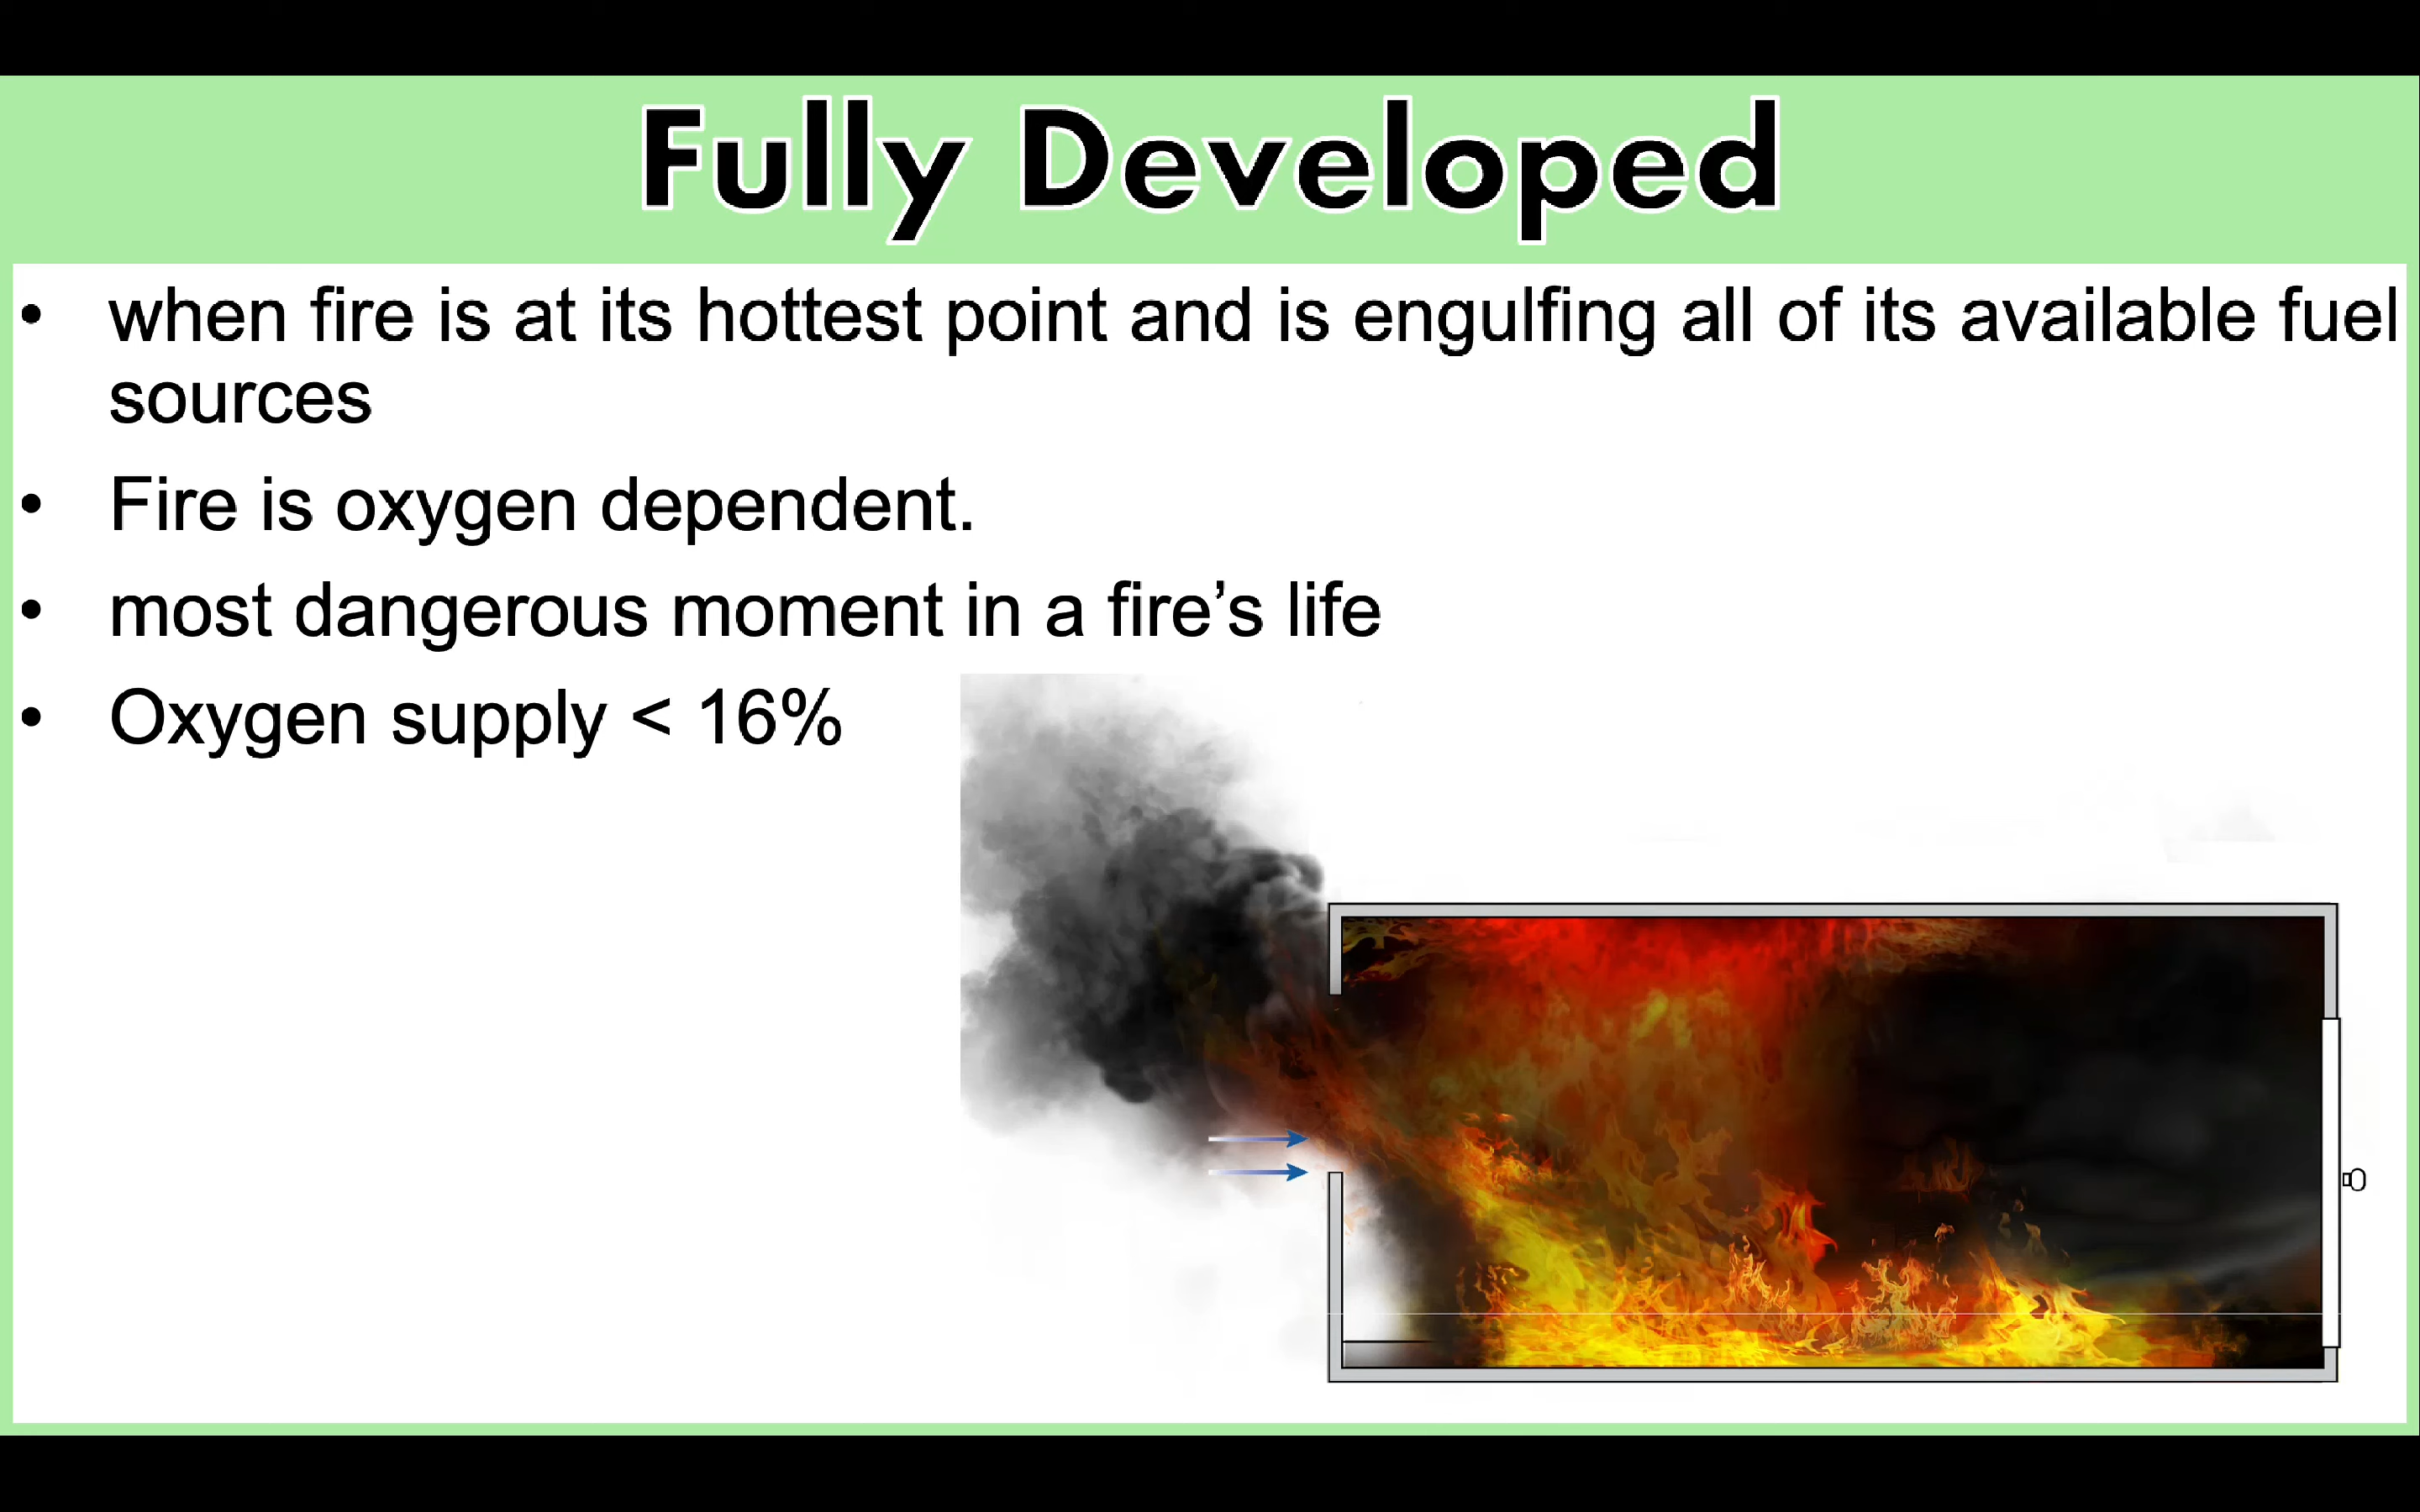 Fully Developed
• when fire is at its hottest point and is engulfing all of its available fuel
sources
• Fire is oxygen dependent.
• most dangerous moment in a fire’s life
• Oxygen supply < 16%